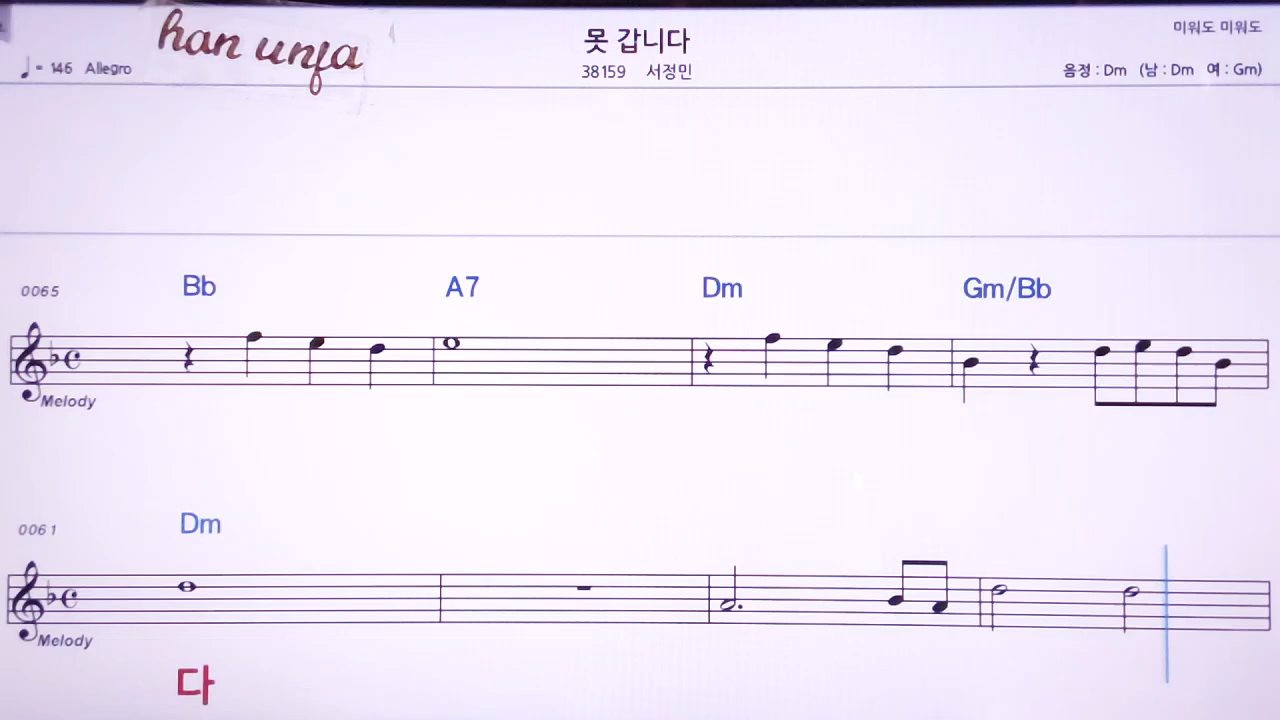 han unfa
못 갑니다
미워도 미워도
♩= 146 Allegro
38159 서정민
음정 : Dm (남 : Dm 여 : Gm)
0065 Bb A7 Dm Gm/Bb
Melody
0061 Dm
Melody
다